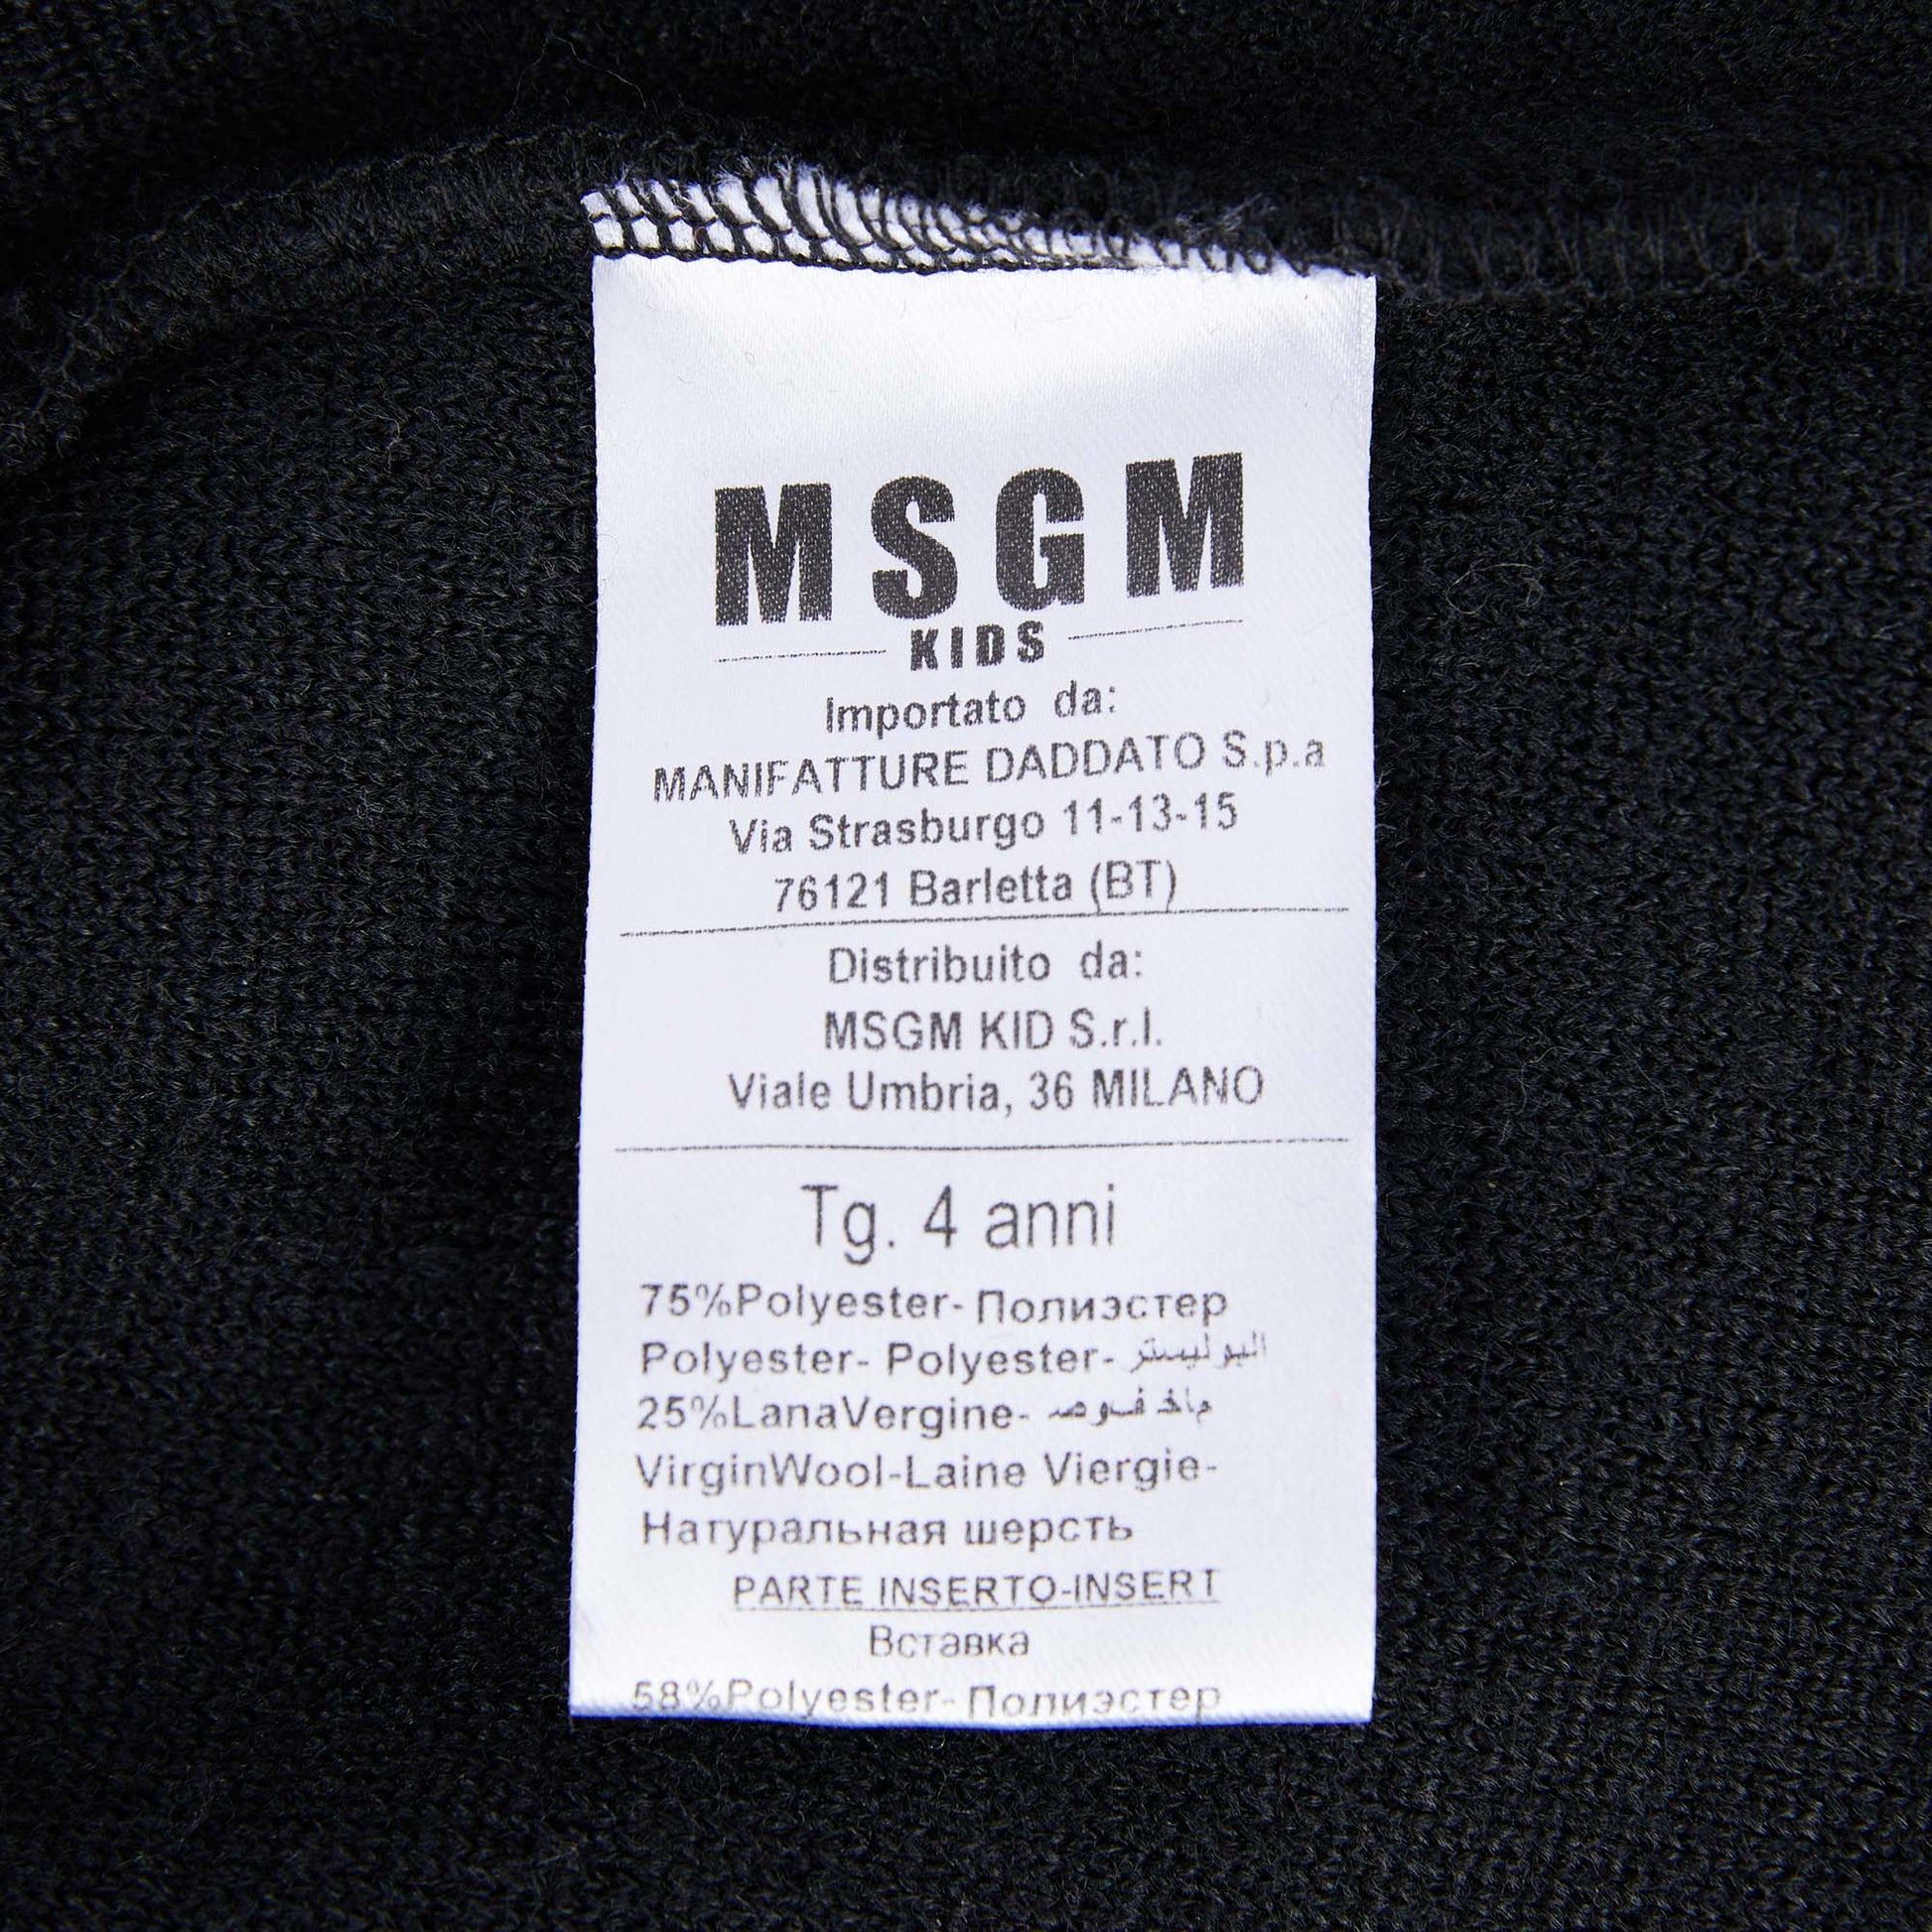 MSGM
KIDS
Importato da:
MANIFATTURE DADDATO S.p.a
Via Strasburgo 11-13-15
76121 Barletta (BT)
Distribuito da:
MSGM KID S.r.l.
Viale Umbria, 36 MILANO
Tg. 4 anni
75%Polyester-Полиэстер
Polyester- Polyester- البوليستر
25%LanaVergine-
VirginWool-Laine Viergie-
Натуральная шерсть
PARTE INSERTO-INSERT
Вставка
58%Polyester-Полиэстер